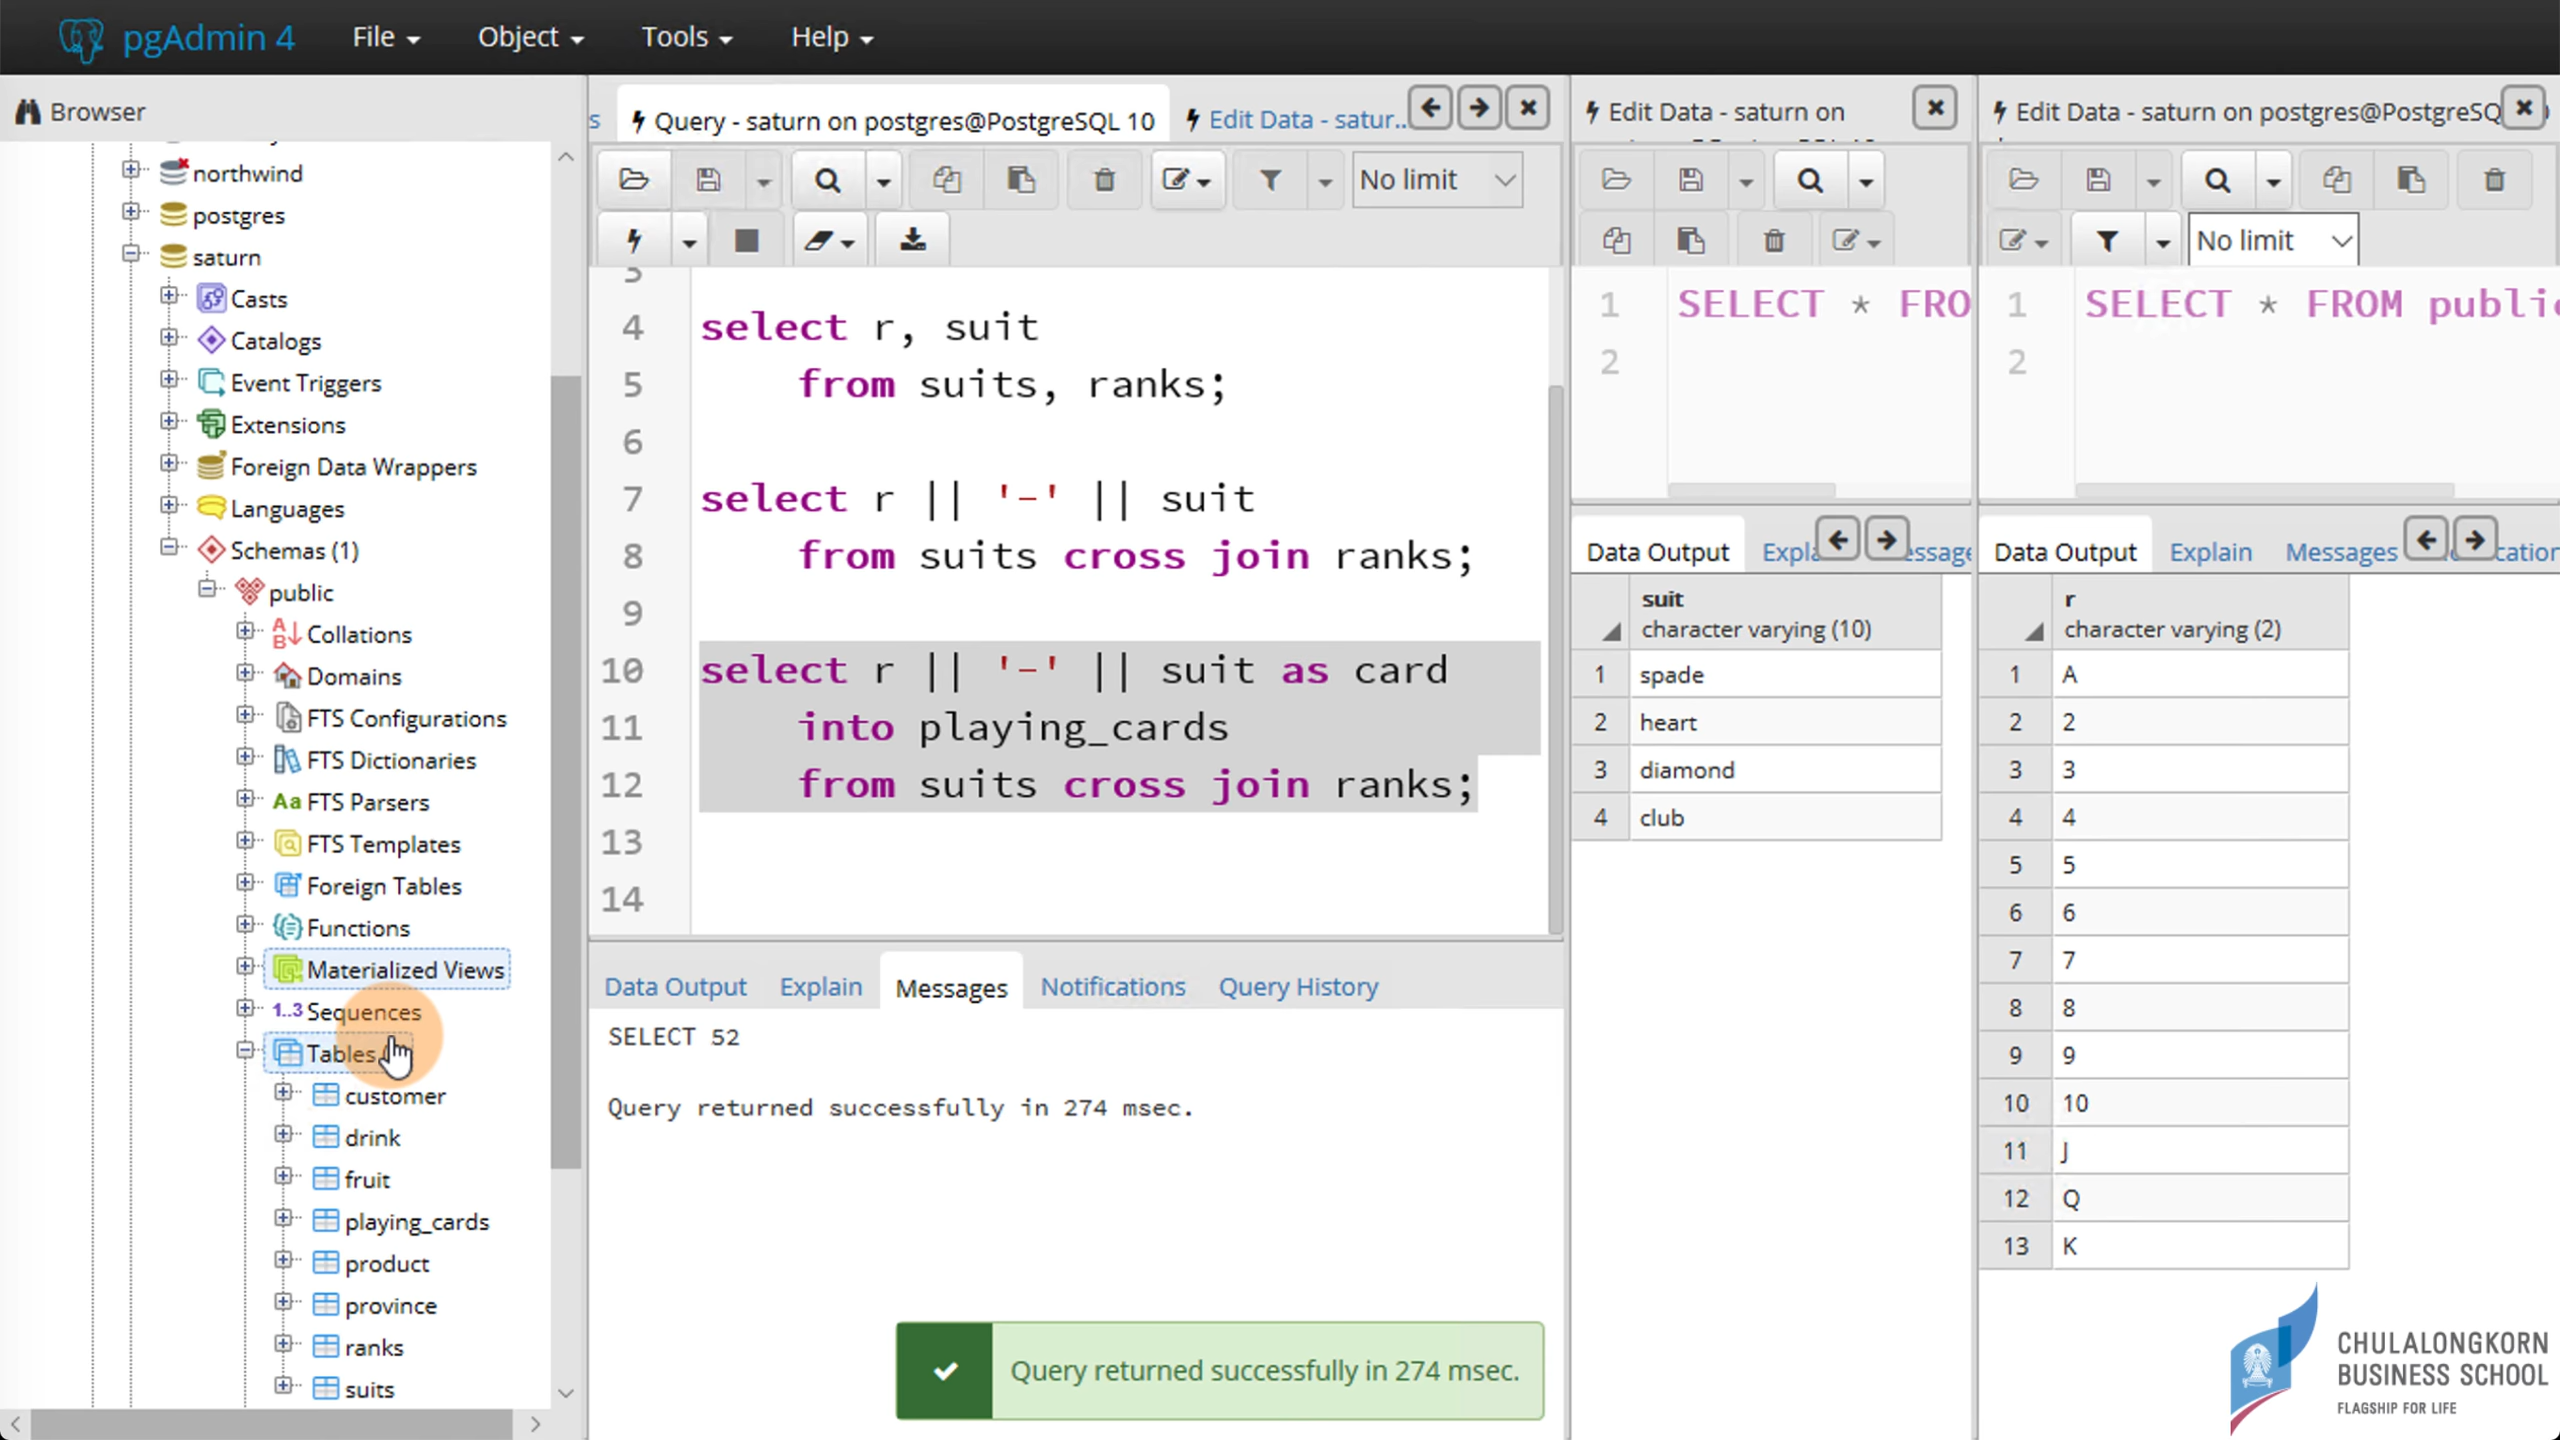 pgAdmin 4
File
Object
Tools
Help
Browser
northwind
postgres
saturn
Casts
Catalogs
Event Triggers
Extensions
Foreign Data Wrappers
Languages
Schemas (1)
public
Collations
Domains
FTS Configurations
FTS Dictionaries
Aa FTS Parsers
FTS Templates
Foreign Tables
Functions
Materialized Views
1..3 Sequences
Tables
customer
drink
fruit
playing_cards
product
province
ranks
suits
s
Query - saturn on postgres@PostgreSQL 10
Edit Data - satur..
No limit
4 select r, suit
5 from suits, ranks;
6
7 select r || '-' || suit
8 from suits cross join ranks;
9
10 select r || '-' || suit as card
11 into playing_cards
12 from suits cross join ranks;
13
14
Data Output
Explain
Messages
Notifications
Query History
SELECT 52
Query returned successfully in 274 msec.
Query returned successfully in 274 msec.
Edit Data - saturn on
1 SELECT * FRO
2
Data Output
Expla
essage
suit
character varying (10)
1 spade
2 heart
3 diamond
4 club
Edit Data - saturn on postgres@PostgreSQ
No limit
1 SELECT * FROM public
2
Data Output
Explain
Messages
cation
r
character varying (2)
1 A
2 2
3 3
4 4
5 5
6 6
7 7
8 8
9 9
10 10
11 J
12 Q
13 K
CHULALONGKORN
BUSINESS SCHOOL
FLAGSHIP FOR LIFE